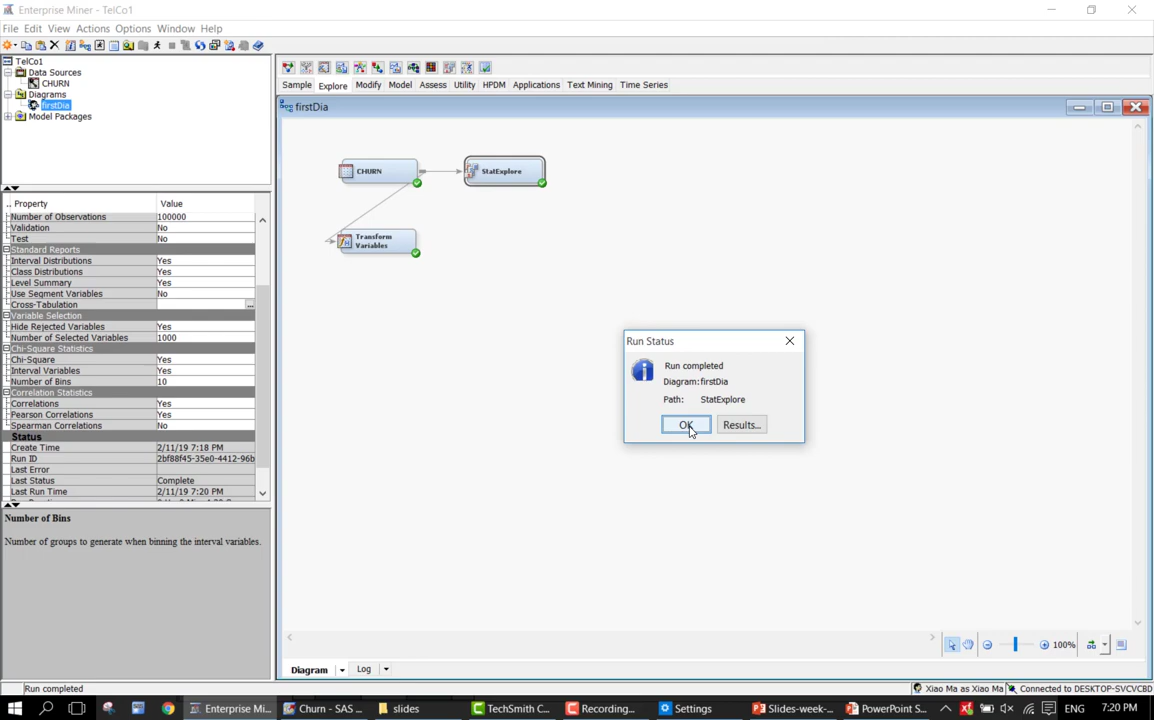 Enterprise Miner - TelCo1
File Edit View Actions Options Window Help
TelCo1
Data Sources
CHURN
Diagrams
firstDia
Model Packages
Sample Explore Modify Model Assess Utility HPDM Applications Text Mining Time Series
firstDia
CHURN
StatExplore
Transform
Variables
.. Property Value
Number of Observations 100000
Validation No
Test No
Standard Reports
Interval Distributions Yes
Class Distributions Yes
Level Summary Yes
Use Segment Variables No
Cross-Tabulation ...
Variable Selection
Hide Rejected Variables Yes
Number of Selected Variables 1000
Chi-Square Statistics
Chi-Square Yes
Interval Variables Yes
Number of Bins 10
Correlation Statistics
Correlations Yes
Pearson Correlations Yes
Spearman Correlations No
Status
Create Time 2/11/19 7:18 PM
Run ID 2bf88f45-35e0-4412-96b
Last Error
Last Status Complete
Last Run Time 2/11/19 7:20 PM
Number of Bins
Number of groups to generate when binning the interval variables.
Run Status
Run completed
Diagram: firstDia
Path: StatExplore
OK Results...
100%
Diagram Log
Run completed
Xiao Ma as Xiao Ma Connected to DESKTOP-SVCVCBD
Enterprise Mi... Churn - SAS ... slides TechSmith C... Recording... Settings Slides-week-... PowerPoint S... ENG 7:20 PM